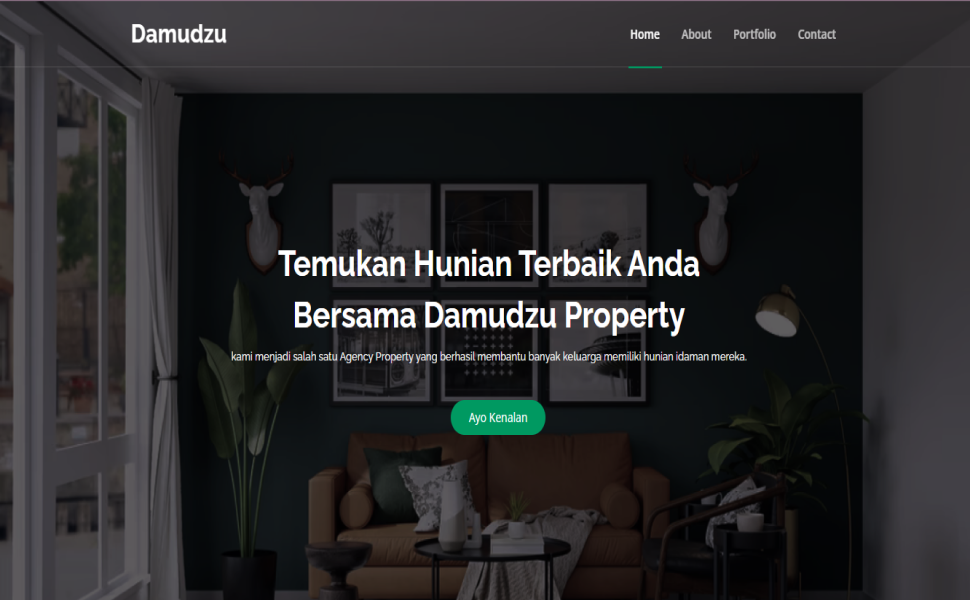 Damudzu
Home About Portfolio Contact
Temukan Hunian Terbaik Anda
Bersama Damudzu Property
kami menjadi salah satu Agency Property yang berhasil membantu banyak keluarga memiliki hunian idaman mereka.
Ayo Kenalan